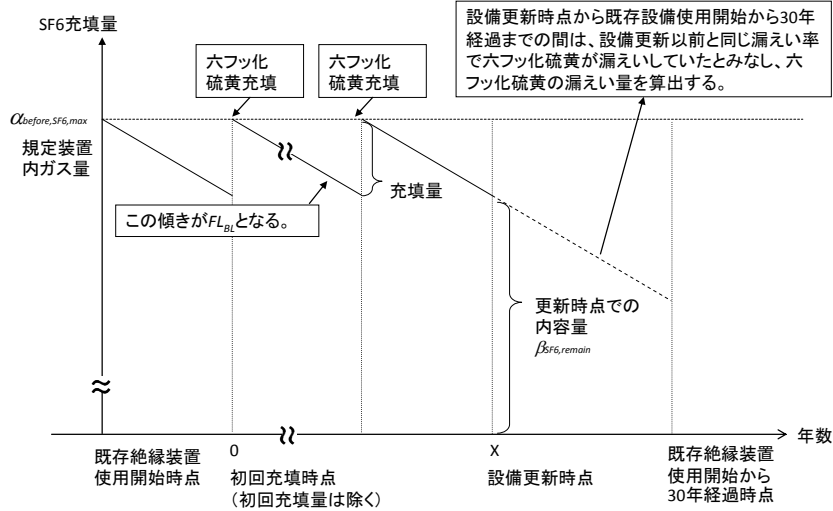 SF6充填量
六フッ化
硫黄充填
六フッ化
硫黄充填
設備更新時点から既存設備使用開始から30年
経過までの間は、設備更新以前と同じ漏えい率
で六フッ化硫黄が漏えいしていたとみなし、六
フッ化硫黄の漏えい量を算出する。
αbefore,SF6,max
規定装置
内ガス量
充填量
この傾きがFLBLとなる。
更新時点での
内容量
βSF6,remain
年数
0
X
既存絶縁装置
使用開始時点
初回充填時点
（初回充填量は除く）
設備更新時点
既存絶縁装置
使用開始から
30年経過時点